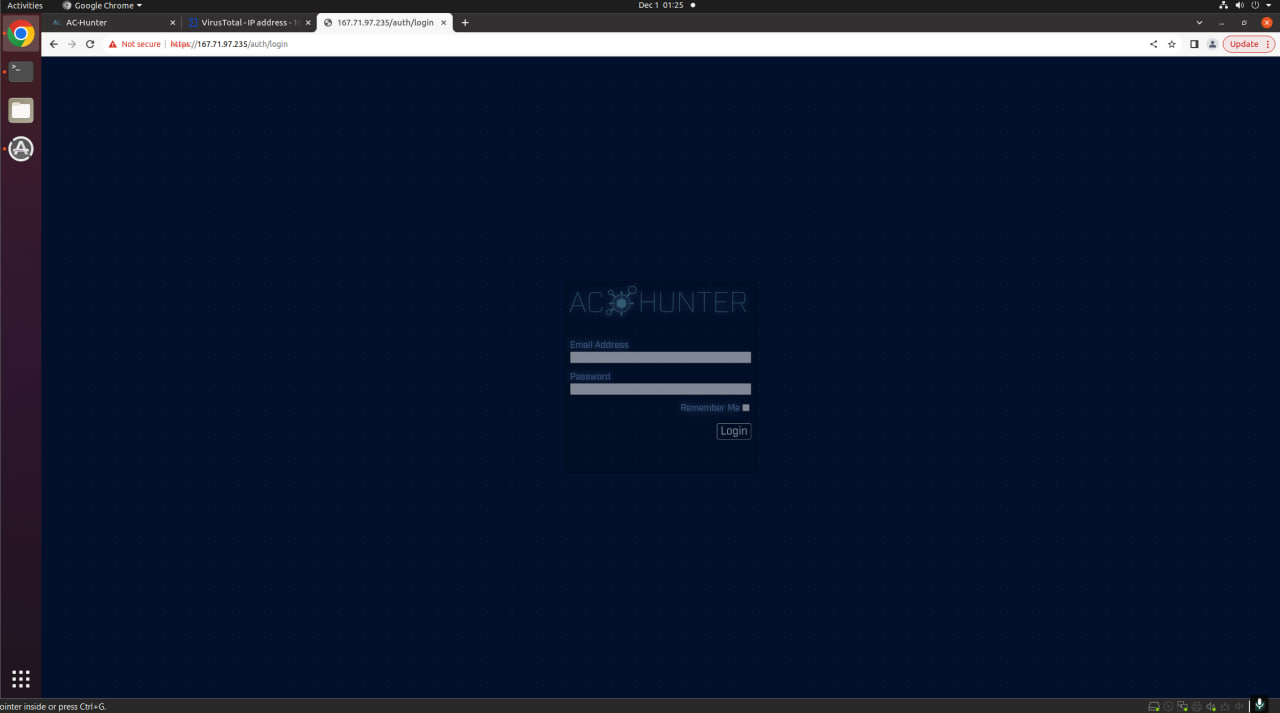 Activities Google Chrome Dec 1 01:25
AC-Hunter VirusTotal - IP address - 167.71.97.235/auth/login
Not secure https://167.71.97.235/auth/login Update
AC HUNTER
Email Address
Password
Remember Me
Login
ointer inside or press Ctrl+G.